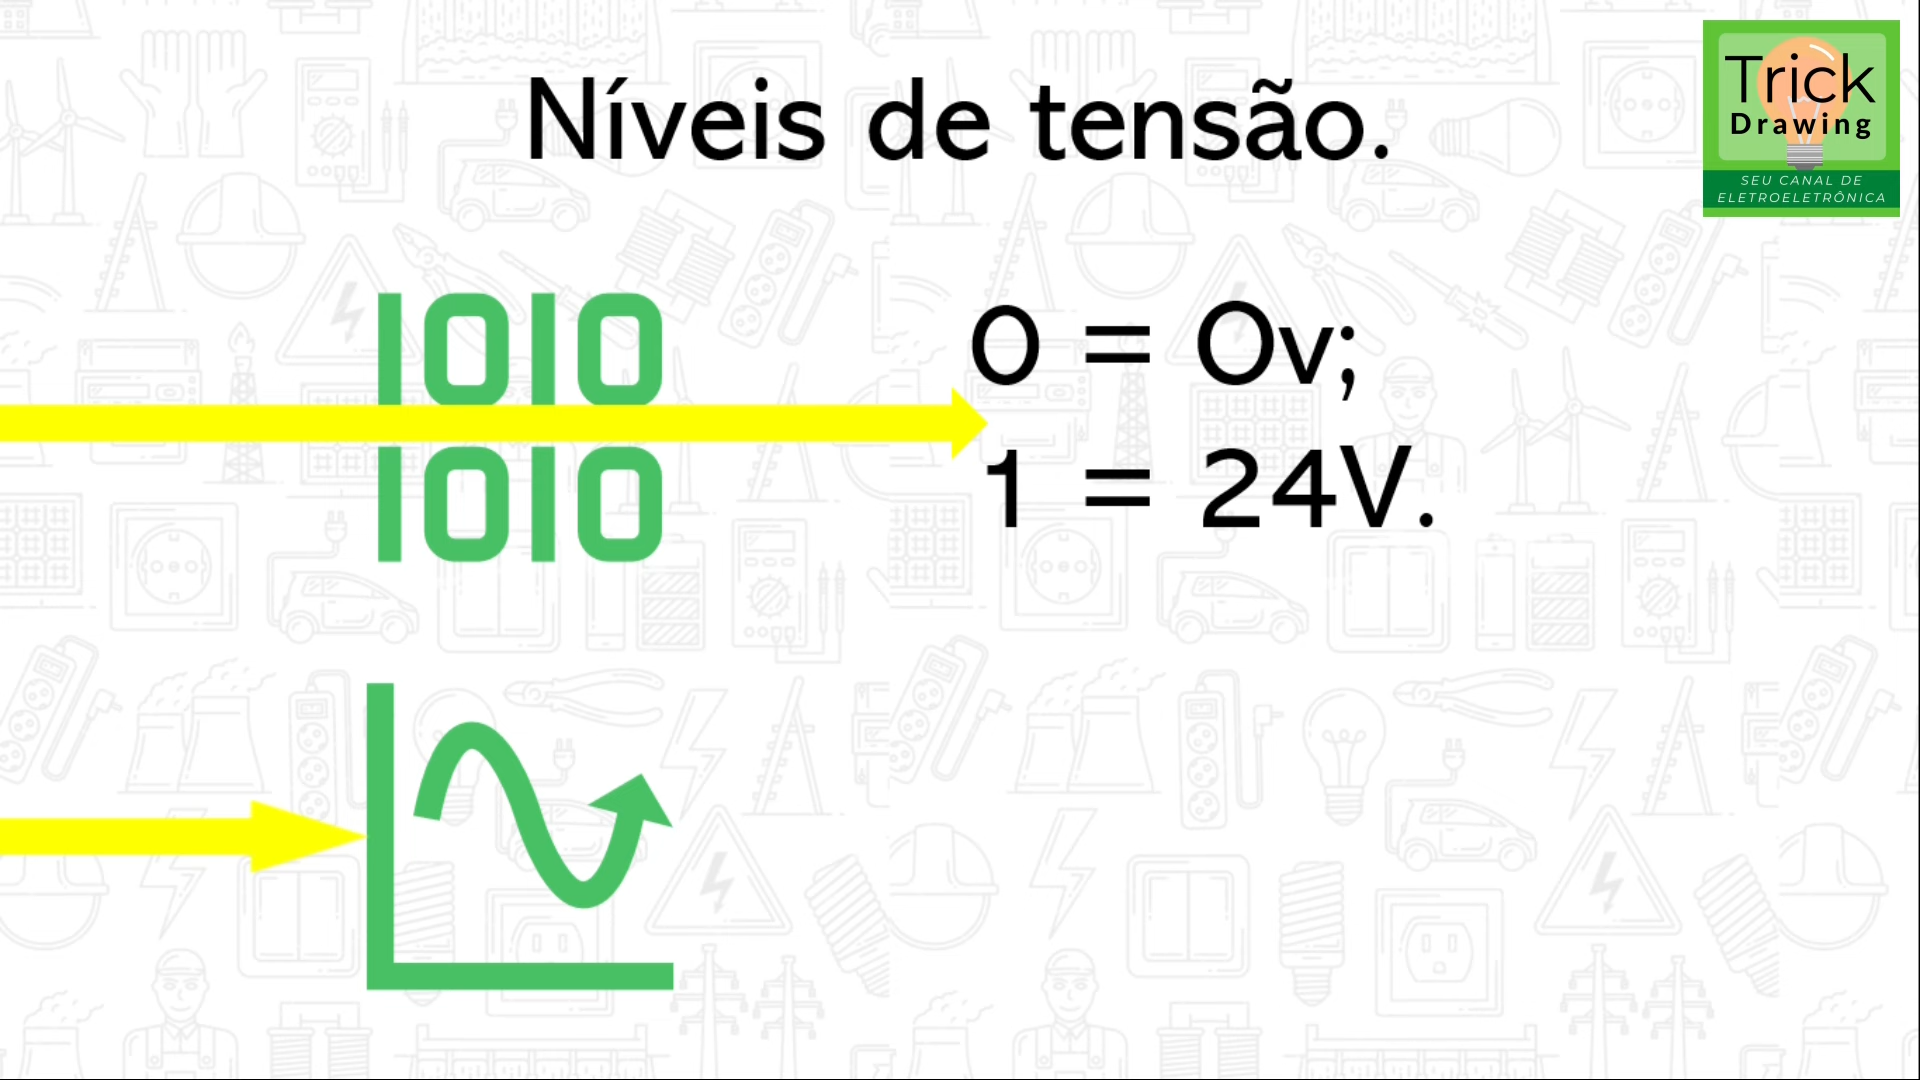 Níveis de tensão.
Trick
Drawing
SEU CANAL DE
ELETROELETRÔNICA
1010
0 = 0v;
1010
1 = 24V.